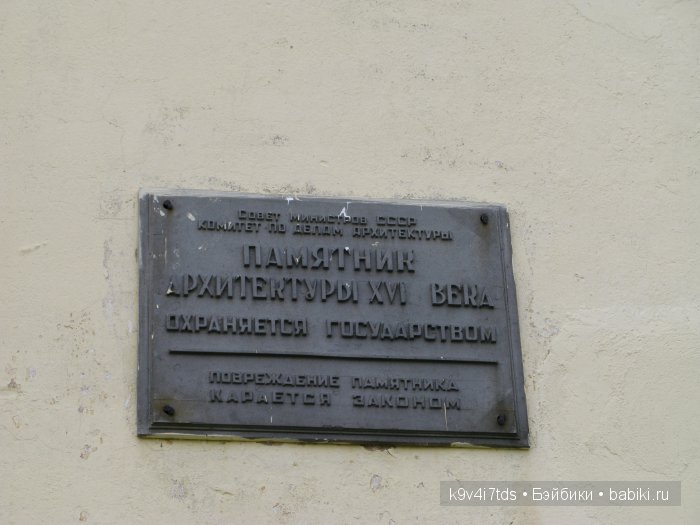 Совет министров СССР
комитет по делам архитектуры
ПАМЯТНИК
АРХИТЕКТУРЫ XVI ВЕКА
ОХРАНЯЕТСЯ ГОСУДАРСТВОМ
ПОВРЕЖДЕНИЕ ПАМЯТНИКА
КАРАЕТСЯ ЗАКОНОМ
k9v4i7tds • Бэйбики • babiki.ru